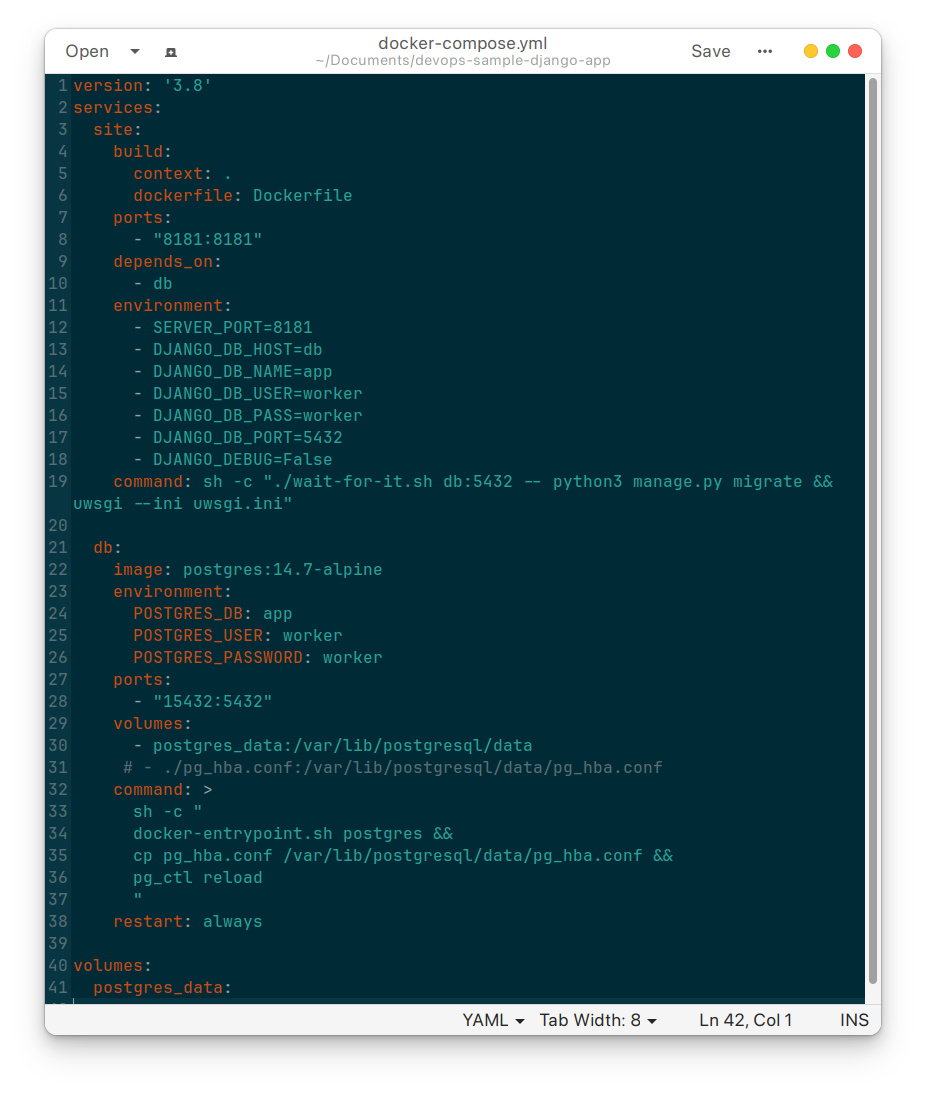 Open
docker-compose.yml
~/Documents/devops-sample-django-app
Save
1 version: '3.8'
2 services:
3   site:
4     build:
5       context: .
6       dockerfile: Dockerfile
7     ports:
8       - "8181:8181"
9     depends_on:
10       - db
11     environment:
12       - SERVER_PORT=8181
13       - DJANGO_DB_HOST=db
14       - DJANGO_DB_NAME=app
15       - DJANGO_DB_USER=worker
16       - DJANGO_DB_PASS=worker
17       - DJANGO_DB_PORT=5432
18       - DJANGO_DEBUG=False
19     command: sh -c "./wait-for-it.sh db:5432 -- python3 manage.py migrate &&
uwsgi --ini uwsgi.ini"
20
21   db:
22     image: postgres:14.7-alpine
23     environment:
24       POSTGRES_DB: app
25       POSTGRES_USER: worker
26       POSTGRES_PASSWORD: worker
27     ports:
28       - "15432:5432"
29     volumes:
30       - postgres_data:/var/lib/postgresql/data
31      # - ./pg_hba.conf:/var/lib/postgresql/data/pg_hba.conf
32     command: >
33       sh -c "
34       docker-entrypoint.sh postgres &&
35       cp pg_hba.conf /var/lib/postgresql/data/pg_hba.conf &&
36       pg_ctl reload
37       "
38     restart: always
39
40 volumes:
41   postgres_data:
YAML
Tab Width: 8
Ln 42, Col 1
INS